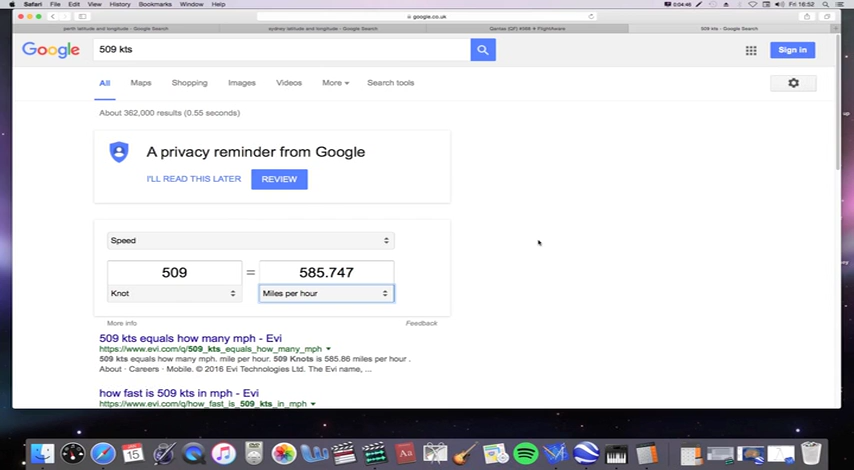 Safari File Edit View History Bookmarks Window Help
0:04:46 Fri 16:52
google.co.uk
perth latitude and longitude - Google Search
sydney latitude and longitude - Google Search
509 kts - Google Search
Google
509 kts
Sign in
All Maps Shopping Images Videos More Search tools
About 362,000 results (0.55 seconds)
A privacy reminder from Google
I'LL READ THIS LATER
REVIEW
Speed
509 = 585.747
Knot Miles per hour
More info Feedback
509 kts equals how many mph - Evi
https://www.evi.com/q/509_kts_equals_how_many_mph
509 kts equals how many mph. mile per hour. 509 Knots is 585.86 miles per hour .
About · Careers · Mobile. © 2016 Evi Technologies Ltd. The Evi name, ...
how fast is 509 kts in mph - Evi
https://www.evi.com/q/how_fast_is_509_kts_in_mph
15